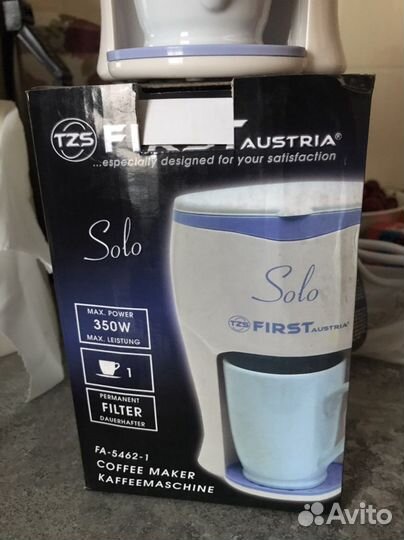 TZS FIRST AUSTRIA®
...especially designed for your satisfaction
Solo
MAX. POWER
350W
MAX. LEISTUNG
1
PERMANENT
FILTER
DAUERHAFTER
FA-5462-1
COFFEE MAKER
KAFFEEMASCHINE
Solo
TZS FIRST AUSTRIA®
Avito